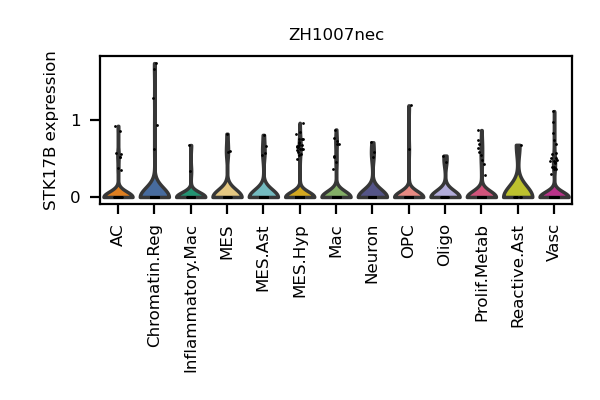 ZH1007nec
STK17B expression
1
0
AC
Chromatin.Reg
Inflammatory.Mac
MES
MES.Ast
MES.Hyp
Mac
Neuron
OPC
Oligo
Prolif.Metab
Reactive.Ast
Vasc